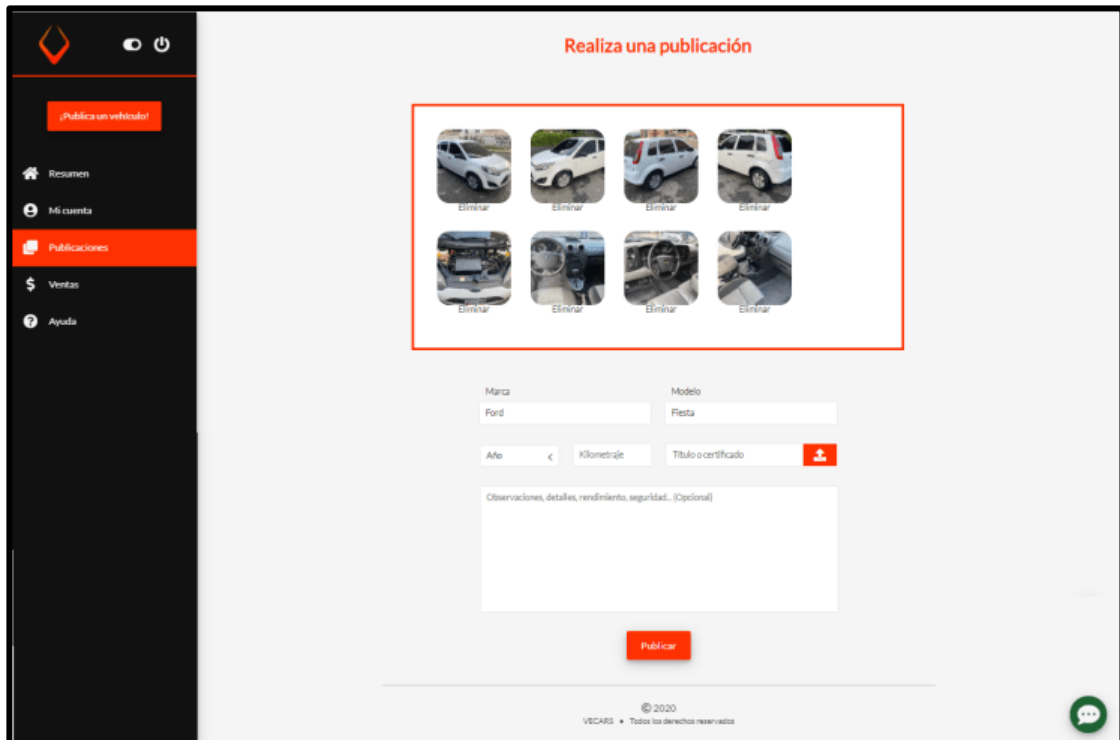 Realiza una publicación
¡Publica un vehículo!
Resumen
Mi cuenta
Publicaciones
Ventas
Ayuda
Eliminar Eliminar Eliminar Eliminar
Eliminar Eliminar Eliminar Eliminar
Marca Modelo
Ford Fiesta
Año Kilometraje Título o certificado
Observaciones, detalles, rendimiento, seguridad... (Opcional)
Publicar
© 2020
VECARS • Todos los derechos reservados